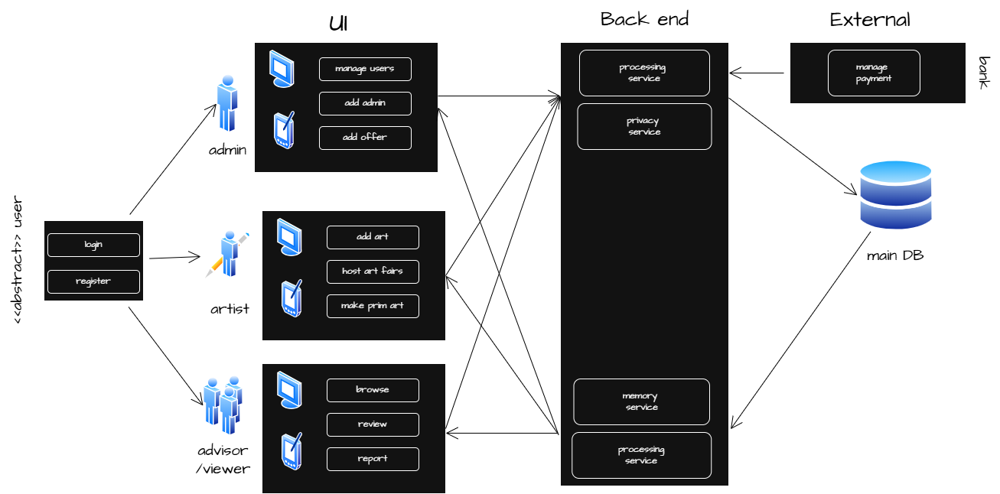 UI
Back end
External
manage users
add admin
add offer
admin
processing
service
privacy
service
manage
payment
bank
<<abstract>> user
login
register
artist
add art
host art fairs
make prim art
main DB
advisor
/viewer
browse
review
report
memory
service
processing
service